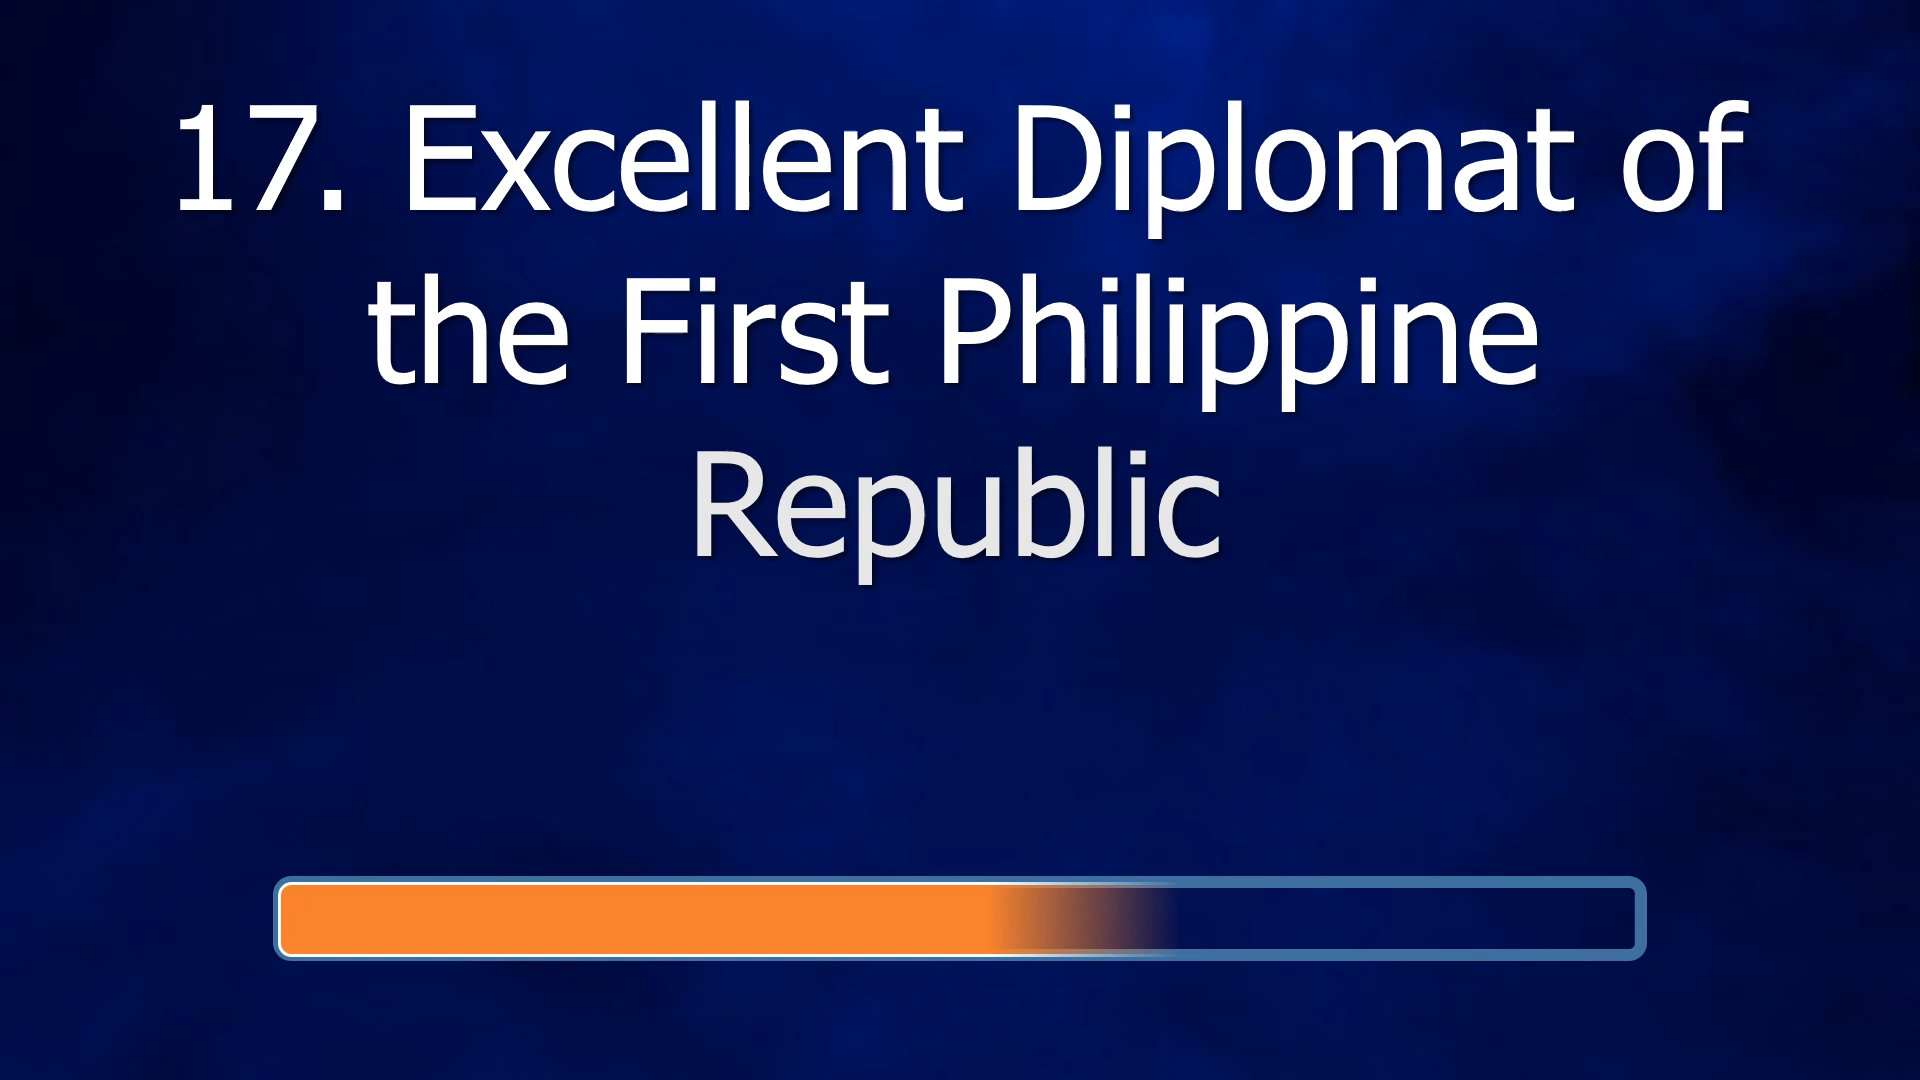 17. Excellent Diplomat of
the First Philippine
Republic